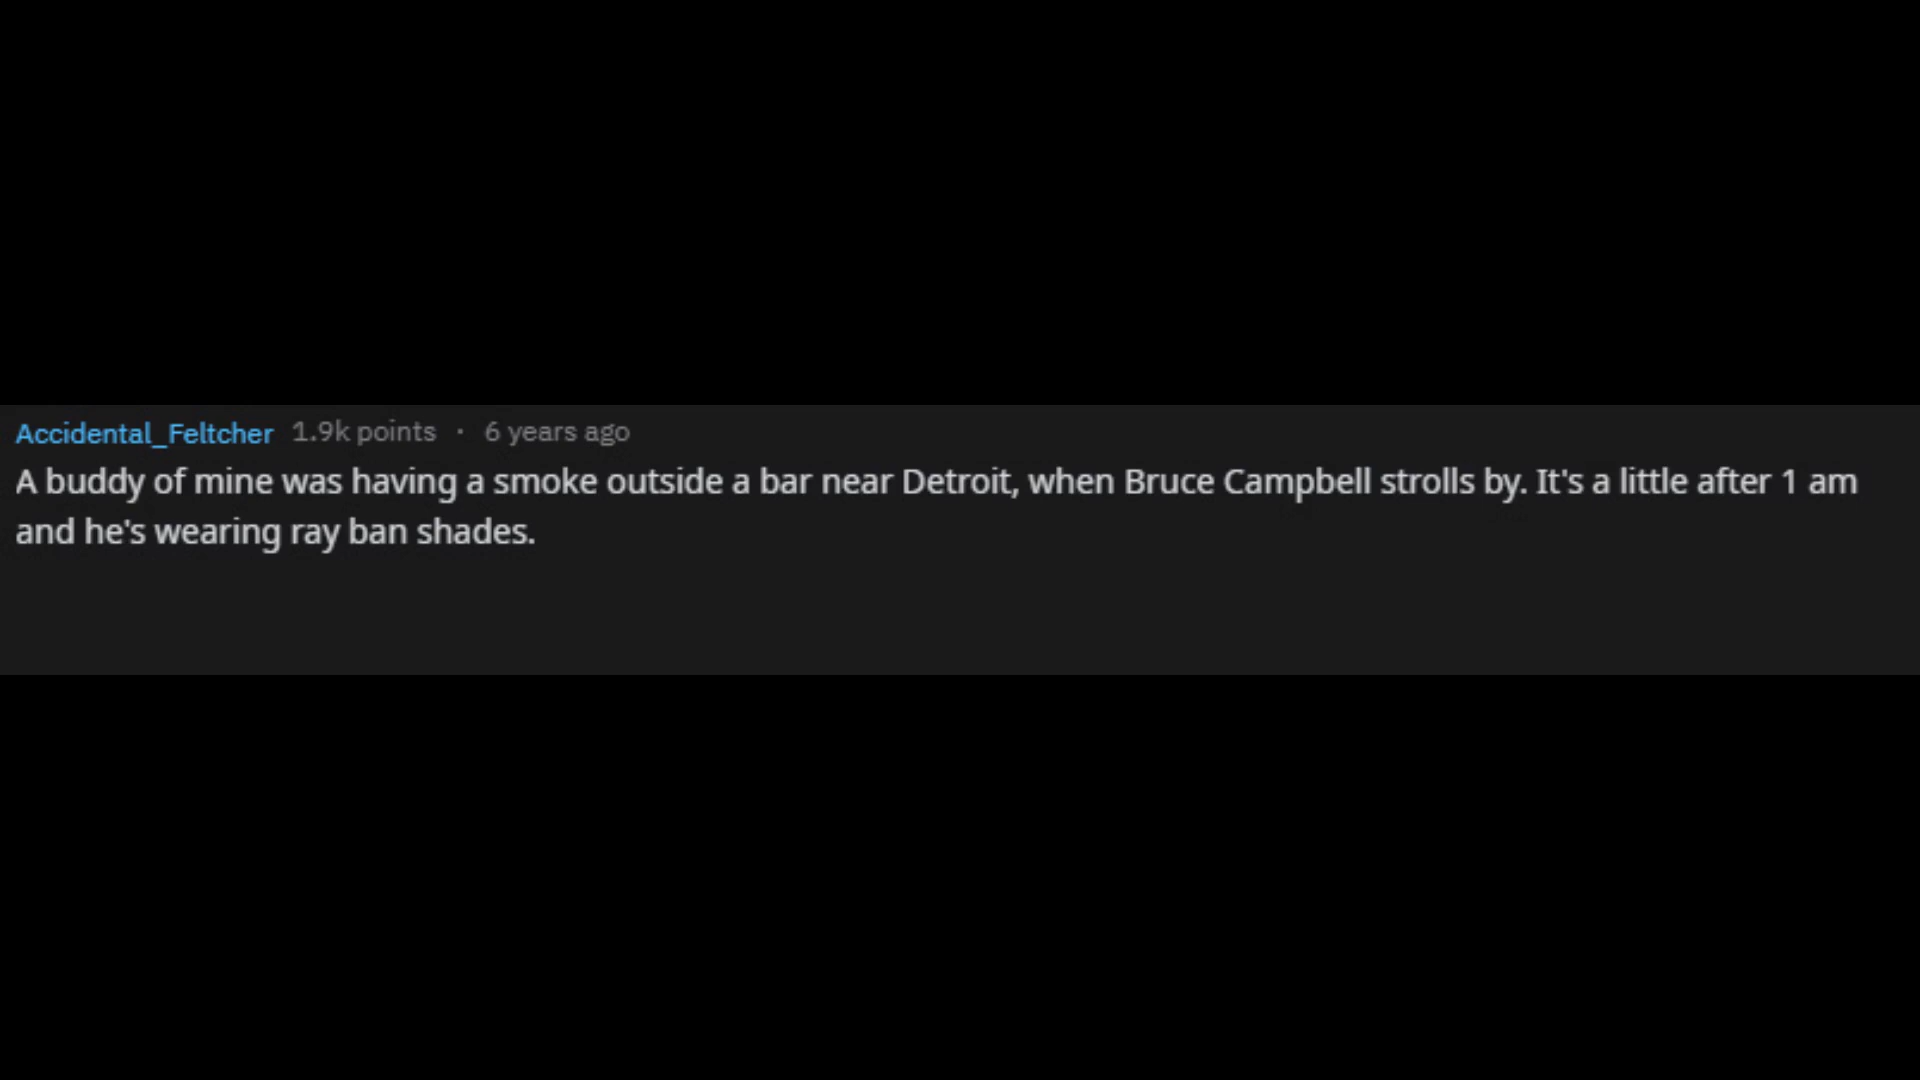 Accidental_Feltcher 1.9k points · 6 years ago
A buddy of mine was having a smoke outside a bar near Detroit, when Bruce Campbell strolls by. It's a little after 1 am
and he's wearing ray ban shades.